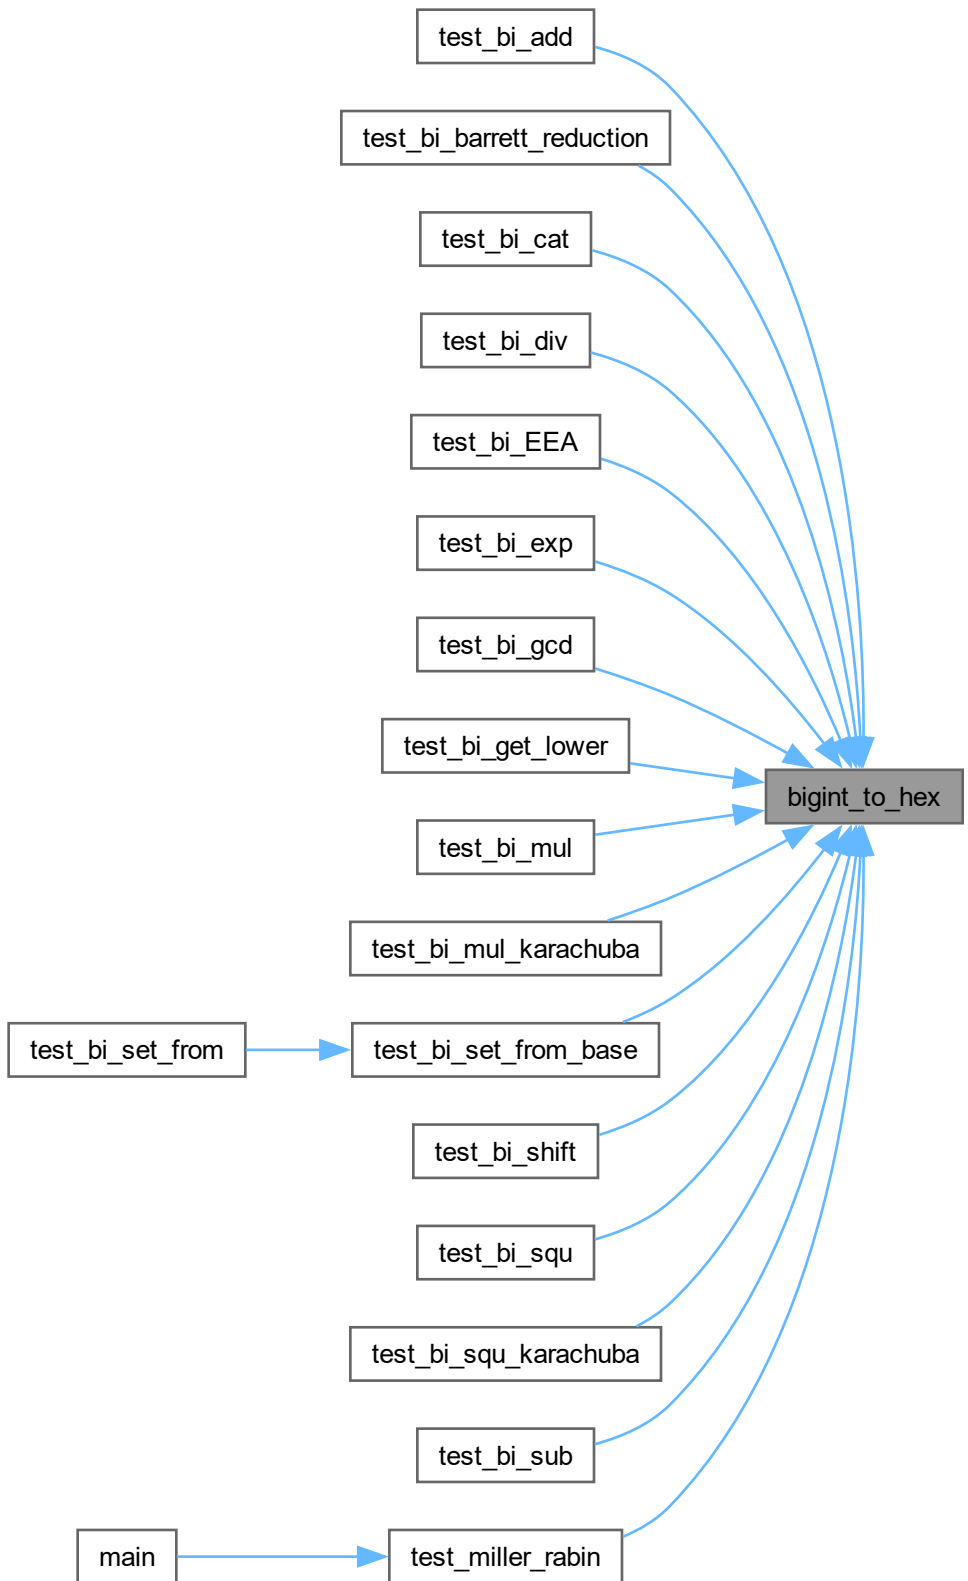 test_bi_add
test_bi_barrett_reduction
test_bi_cat
test_bi_div
test_bi_EEA
test_bi_exp
test_bi_gcd
test_bi_get_lower
bigint_to_hex
test_bi_mul
test_bi_mul_karachuba
test_bi_set_from
test_bi_set_from_base
test_bi_shift
test_bi_squ
test_bi_squ_karachuba
test_bi_sub
main
test_miller_rabin